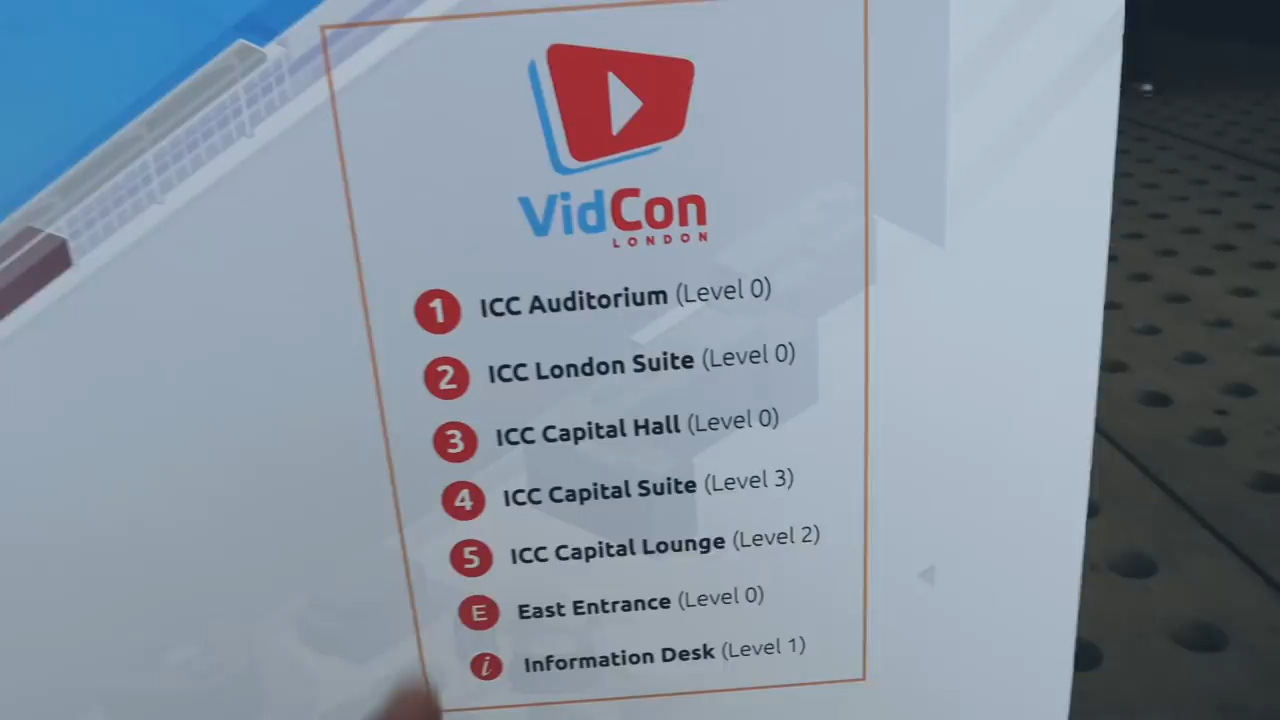 VidCon
LONDON
1 ICC Auditorium (Level 0)
2 ICC London Suite (Level 0)
3 ICC Capital Hall (Level 0)
4 ICC Capital Suite (Level 3)
5 ICC Capital Lounge (Level 2)
E East Entrance (Level 0)
i Information Desk (Level 1)